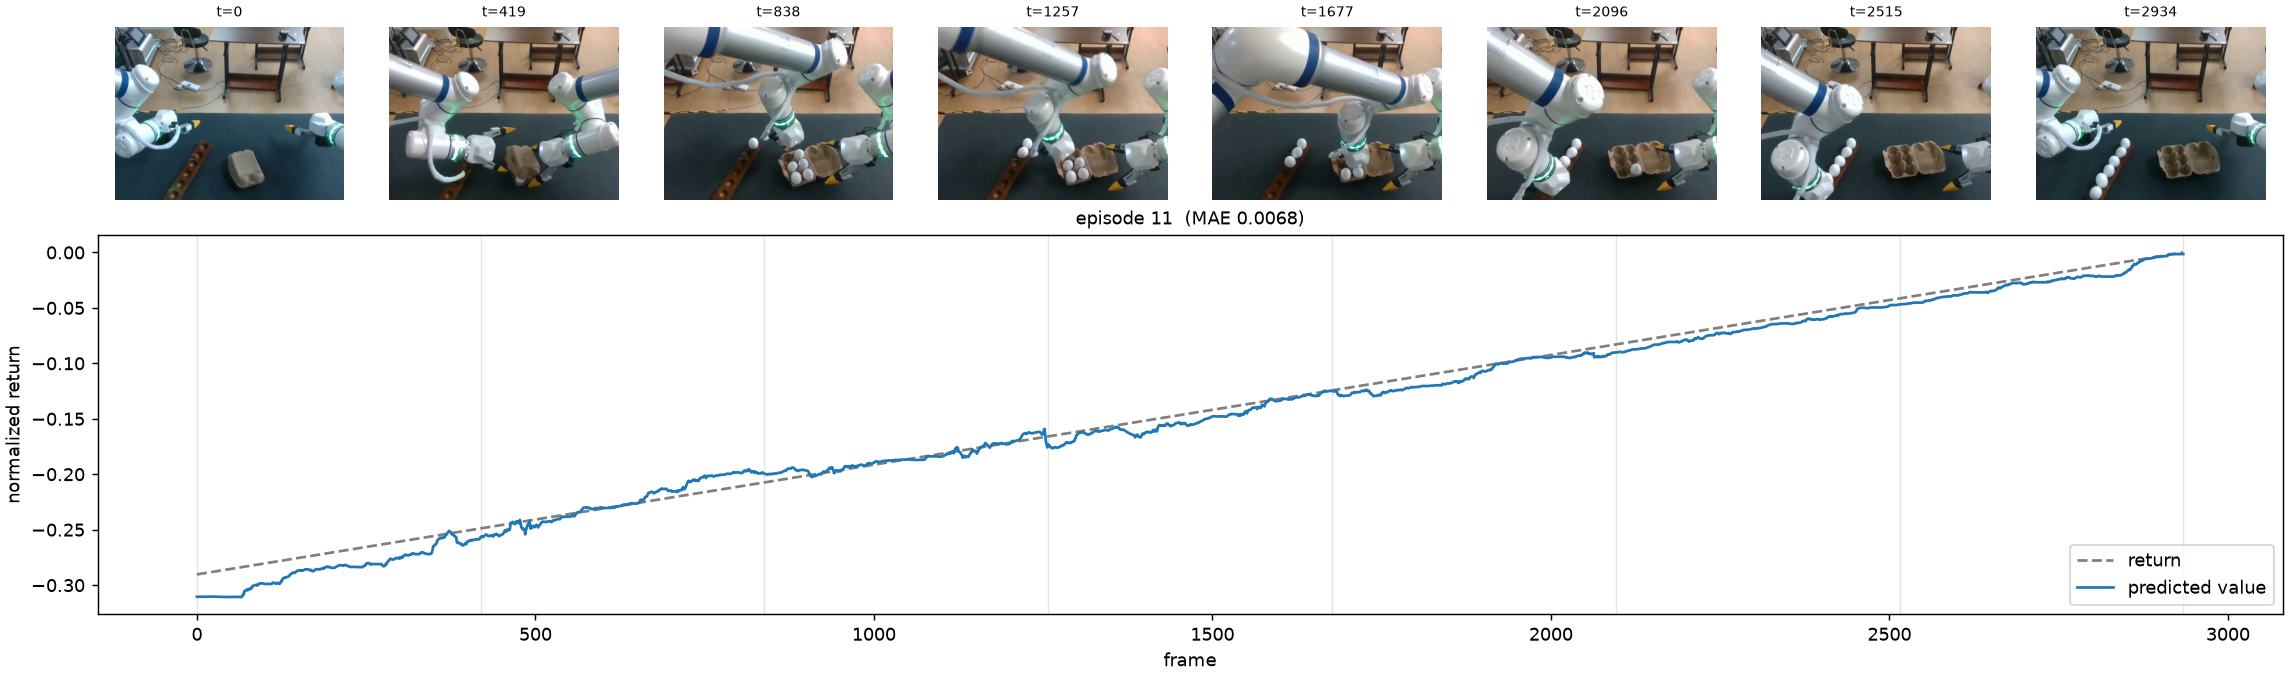 t=0 t=419 t=838 t=1257 t=1677 t=2096 t=2515 t=2934
episode 11 (MAE 0.0068)
normalized return
0.00
−0.05
−0.10
−0.15
−0.20
−0.25
−0.30
return
predicted value
0 500 1000 1500 2000 2500 3000
frame